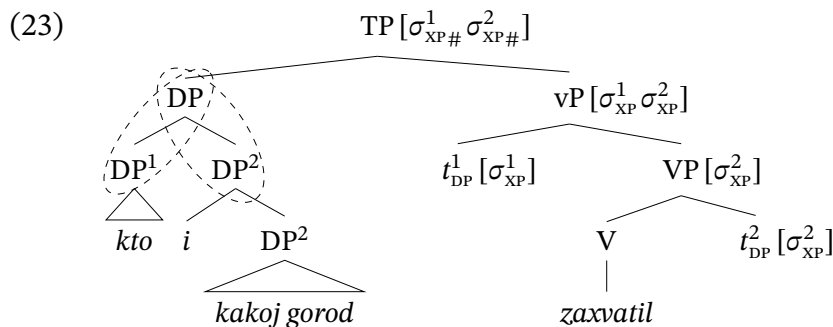 (23) TP [σ¹XP# σ²XP#]
DP vP [σ¹XP σ²XP]
DP¹ DP² t¹DP [σ¹XP] VP [σ²XP]
kto i DP² V t²DP [σ²XP]
kakoj gorod zaxvatil